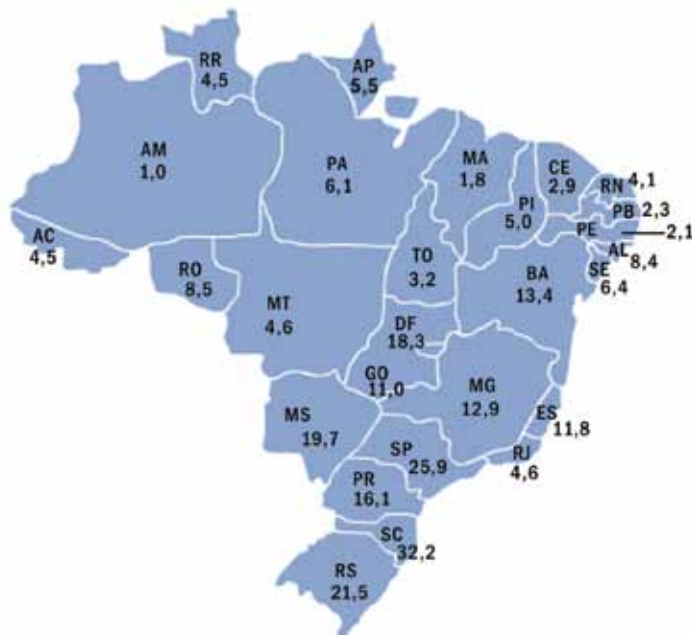 RR
4,5
AP
5,5
AM
1,0
PA
6,1
MA
1,8
CE
2,9
RN
4,1
PI
5,0
PB
2,3
PE
2,1
AL
8,4
SE
6,4
AC
4,5
RO
8,5
TO
3,2
BA
13,4
MT
4,6
DF
18,3
GO
11,0
MG
12,9
ES
11,8
MS
19,7
SP
25,9
RJ
4,6
PR
16,1
SC
32,2
RS
21,5